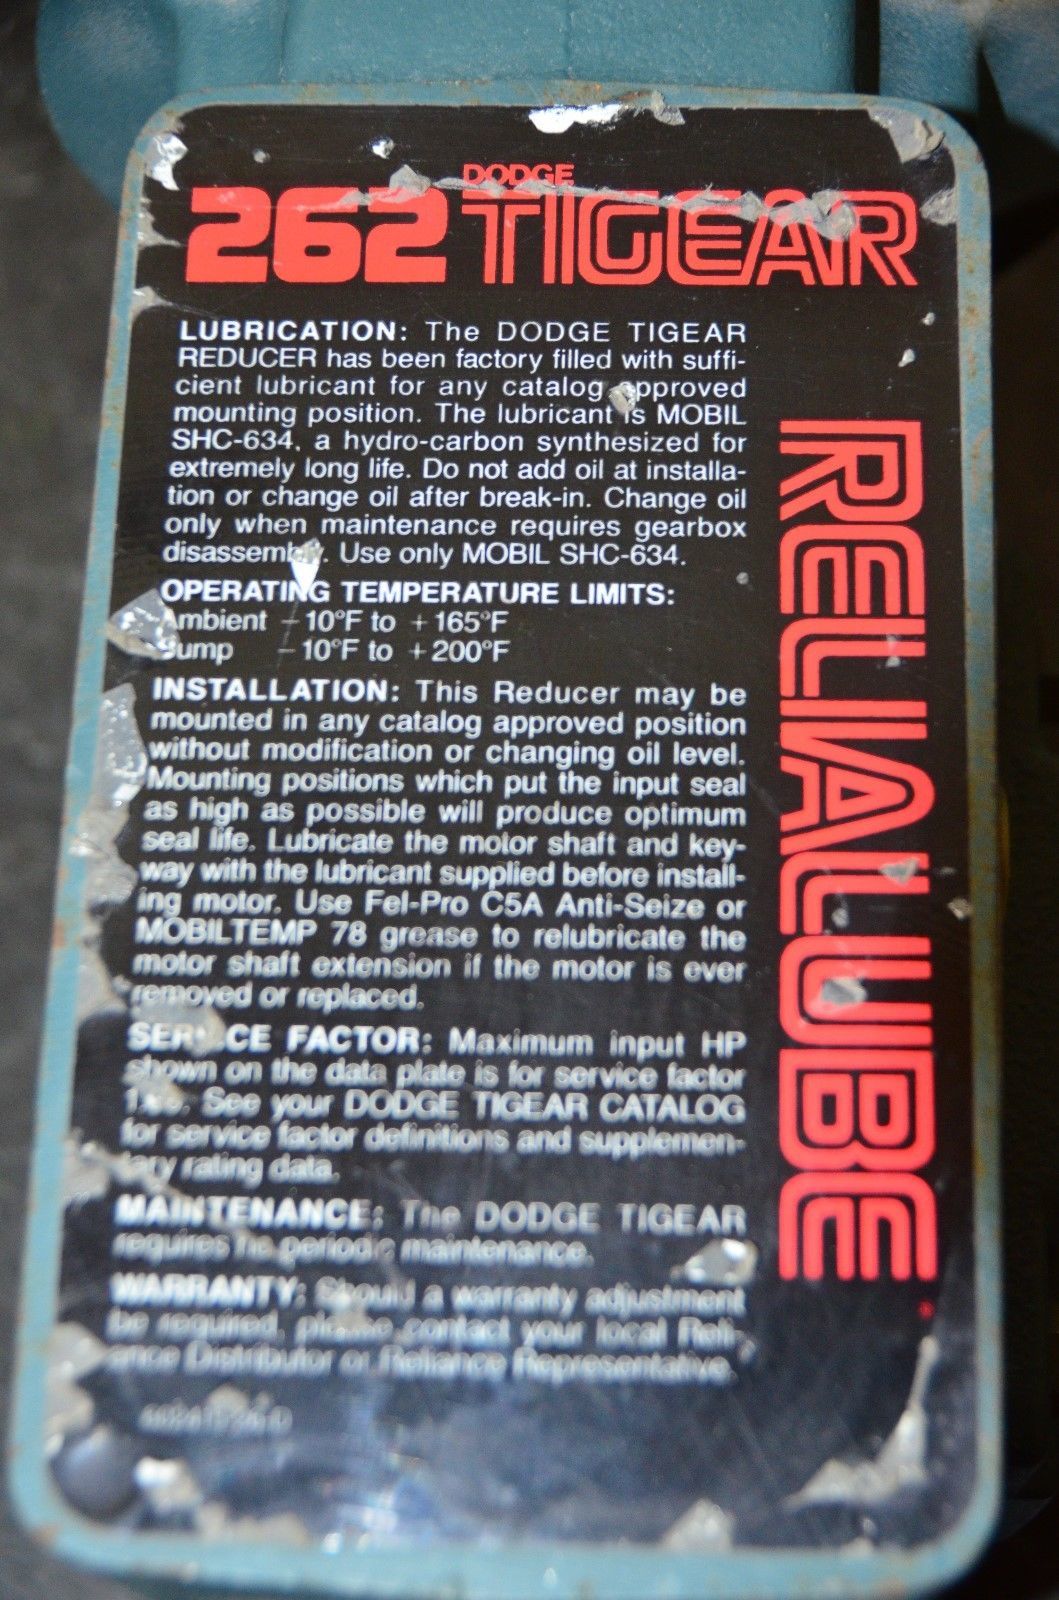 DODGE
262 TIGEAR
LUBRICATION: The DODGE TIGEAR
REDUCER has been factory filled with suffi-
cient lubricant for any catalog approved
mounting position. The lubricant is MOBIL
SHC-634, a hydro-carbon synthesized for
extremely long life. Do not add oil at installa-
tion or change oil after break-in. Change oil
only when maintenance requires gearbox
disassembly. Use only MOBIL SHC-634.
OPERATING TEMPERATURE LIMITS:
Ambient -10°F to +165°F
Sump -10°F to +200°F
INSTALLATION: This Reducer may be
mounted in any catalog approved position
without modification or changing oil level.
Mounting positions which put the input seal
as high as possible will produce optimum
seal life. Lubricate the motor shaft and key-
way with the lubricant supplied before install-
ing motor. Use Fel-Pro C5A Anti-Seize or
MOBILTEMP 78 grease to relubricate the
motor shaft extension if the motor is ever
removed or replaced.
SERVICE FACTOR: Maximum input HP
shown on the data plate is for service factor
See your DODGE TIGEAR CATALOG
for service factor definitions and supplemen-
tary rating data.
MAINTENANCE: The DODGE TIGEAR
requires no periodic maintenance.
WARRANTY: Should a warranty adjustment
be required, please contact your local Reli-
ance Distributor or Reliance Representative.
RELIALUBE
®